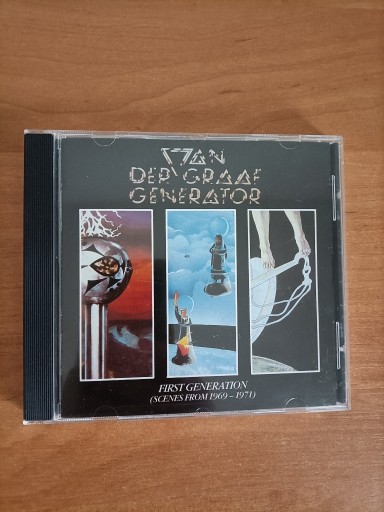 VAN
DER GRAAF
GENERATOR
FIRST GENERATION
(SCENES FROM 1969 - 1971)